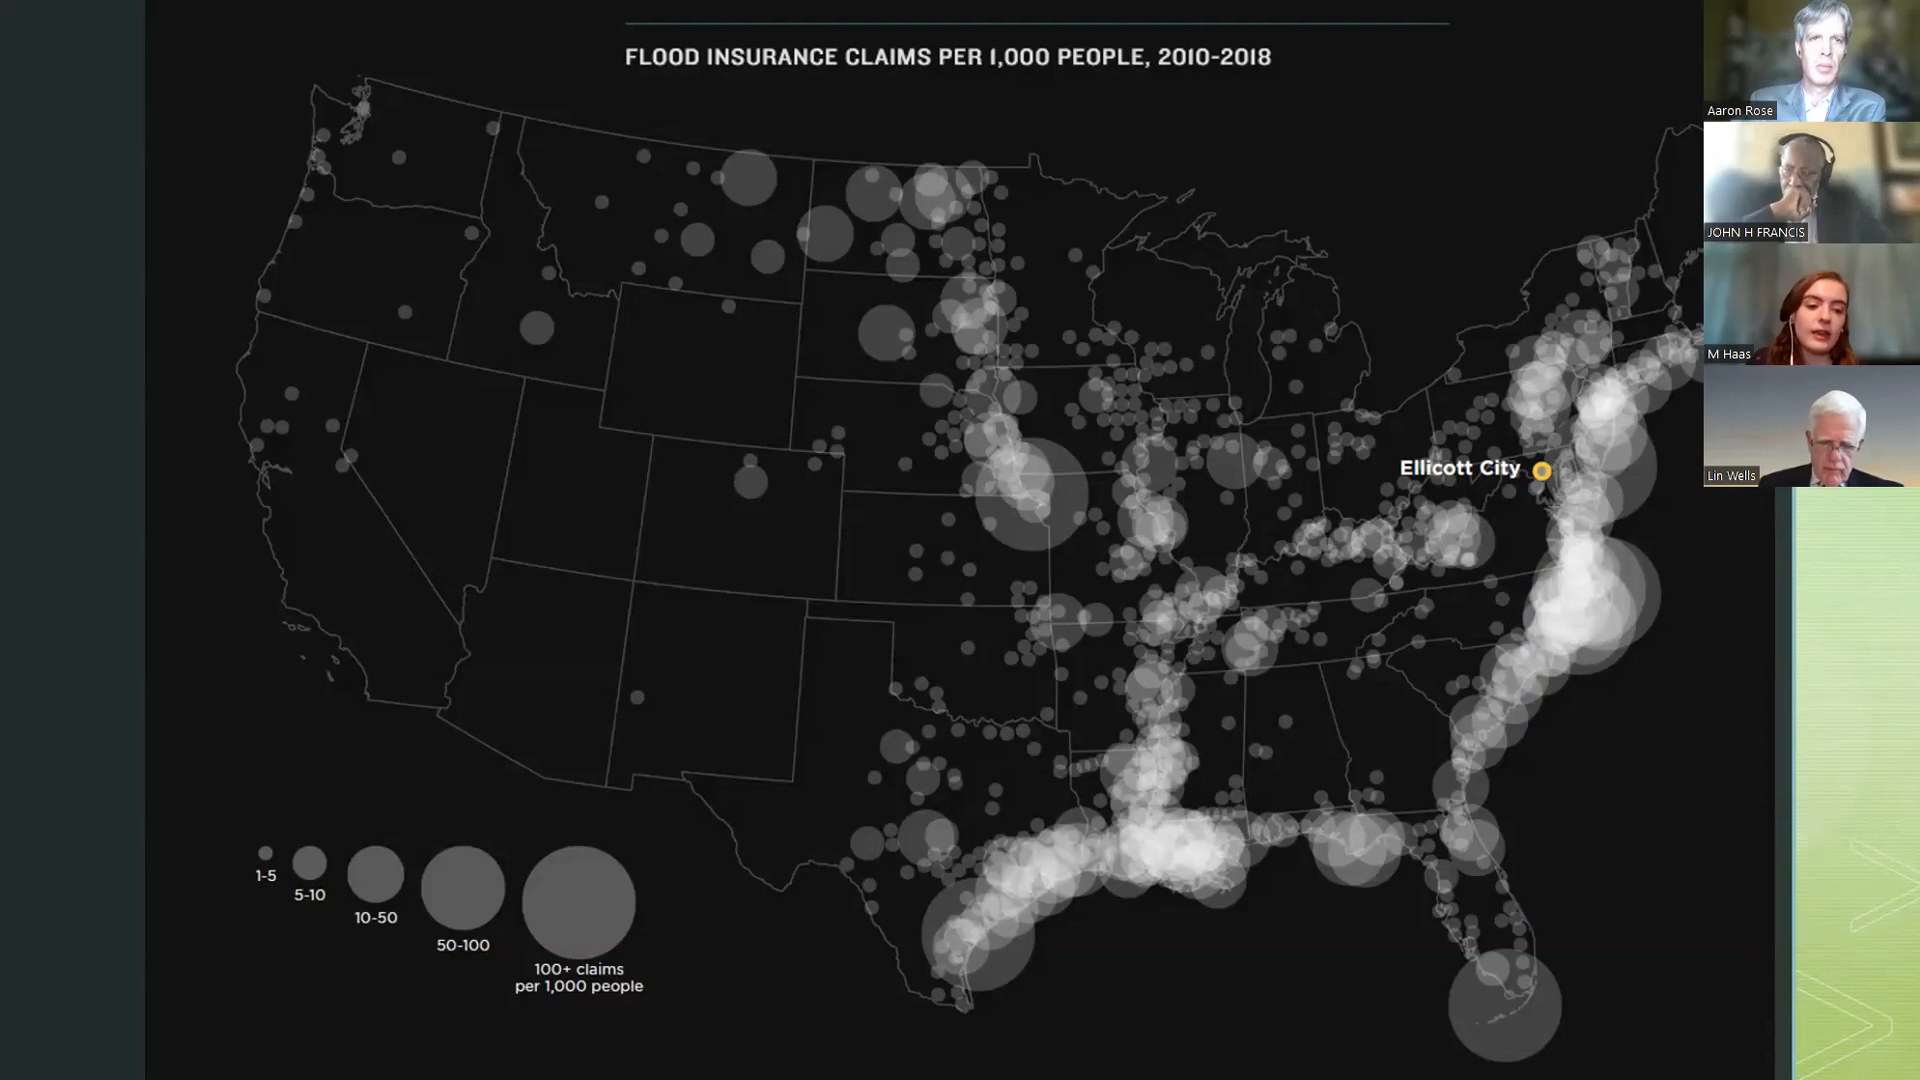 FLOOD INSURANCE CLAIMS PER 1,000 PEOPLE, 2010-2018
Aaron Rose
JOHN H FRANCIS
M Haas
Ellicott City
Lin Wells
1-5
5-10
10-50
50-100
100+ claims
per 1,000 people